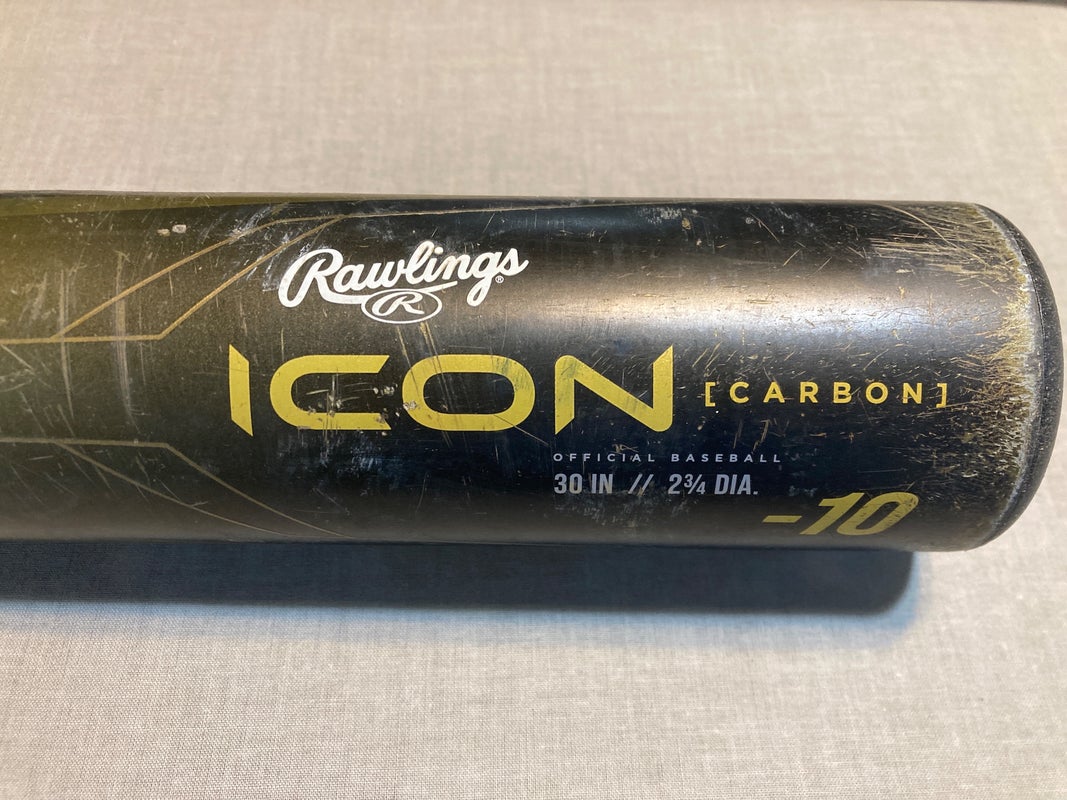 Rawlings®
R
ICON [CARBON]
OFFICIAL BASEBALL
30 IN // 2¾ DIA.
-10